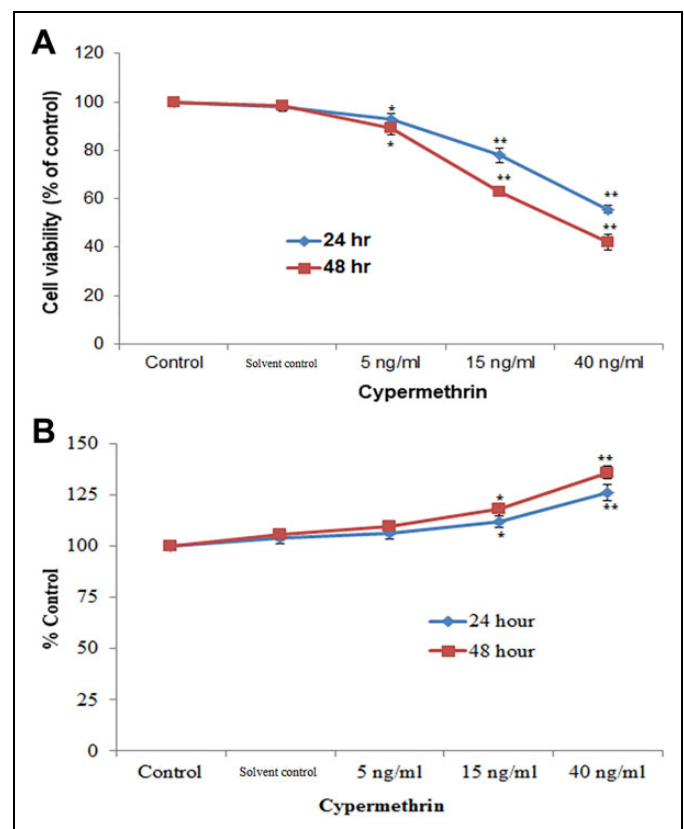 A
120
100
80
60
40
20
0
Cell viability (% of control)
*
*
**
**
**
**
24 hr
48 hr
Control Solvent control 5 ng/ml 15 ng/ml 40 ng/ml
Cypermethrin
B
150
125
100
75
50
25
0
% Control
*
*
**
**
24 hour
48 hour
Control Solvent control 5 ng/ml 15 ng/ml 40 ng/ml
Cypermethrin